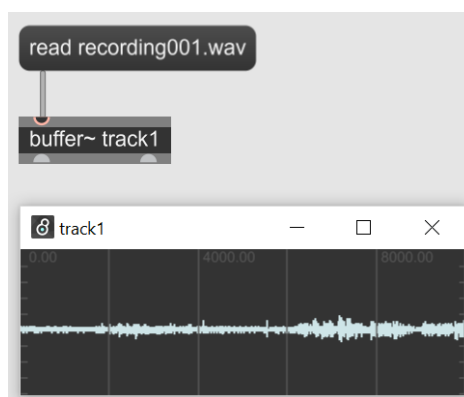 read recording001.wav
buffer~ track1
track1
0.00 4000.00 8000.00